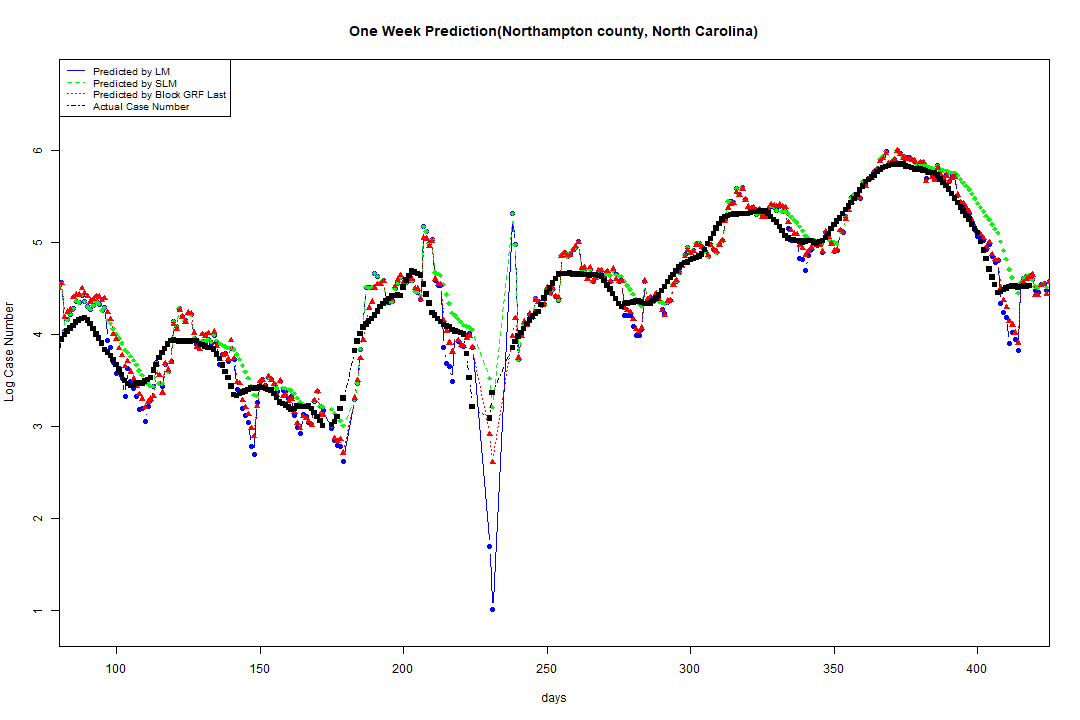 One Week Prediction(Northampton county, North Carolina)
Predicted by LM
Predicted by SLM
Predicted by Block GRF Last
Actual Case Number
6
5
4
3
2
1
Log Case Number
100 150 200 250 300 350 400
days